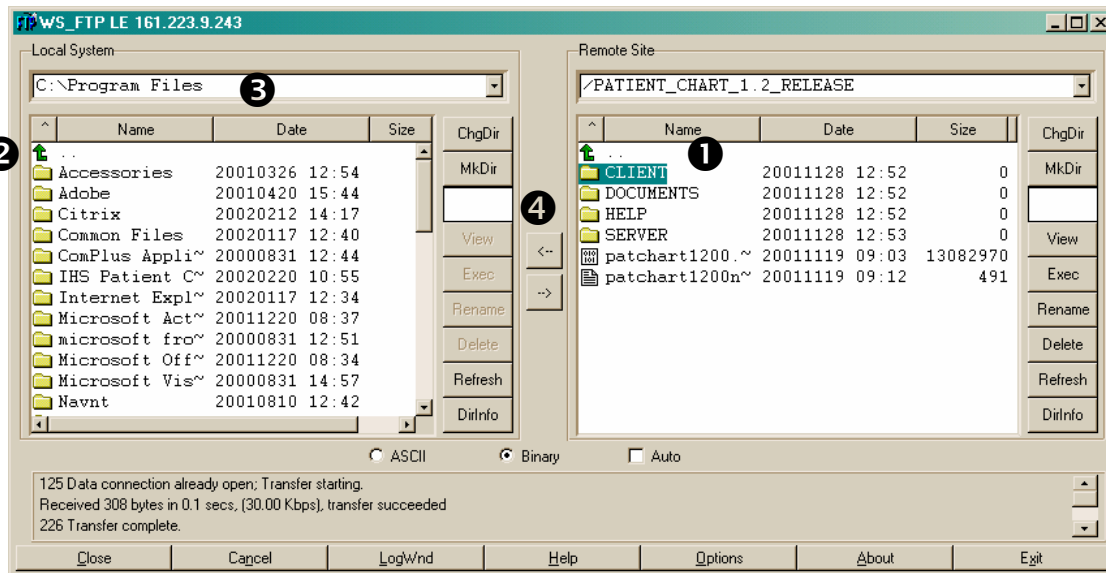 WS_FTP LE 161.223.9.243
Local System
C:\Program Files
❸
^ Name Date Size
❷
..
Accessories 20010326 12:54
Adobe 20010420 15:44
Citrix 20020212 14:17
Common Files 20020117 12:40
ComPlus Appli~ 20000831 12:44
IHS Patient C~ 20020220 10:55
Internet Expl~ 20020117 12:34
Microsoft Act~ 20011220 08:37
microsoft fro~ 20000831 12:51
Microsoft Off~ 20011220 08:34
Microsoft Vis~ 20000831 14:57
Navnt 20010810 12:42
ChgDir
MkDir
View
Exec
Rename
Delete
Refresh
DirInfo
❹
<--
-->
Remote Site
/PATIENT_CHART_1.2_RELEASE
^ Name Date Size
❶
..
CLIENT 20011128 12:52 0
DOCUMENTS 20011128 12:52 0
HELP 20011128 12:52 0
SERVER 20011128 12:53 0
patchart1200.~ 20011119 09:03 13082970
patchart1200n~ 20011119 09:12 491
ChgDir
MkDir
View
Exec
Rename
Delete
Refresh
DirInfo
ASCII Binary Auto
125 Data connection already open; Transfer starting.
Received 308 bytes in 0.1 secs, (30.00 Kbps), transfer succeeded
226 Transfer complete.
Close Cancel LogWnd Help Options About Exit